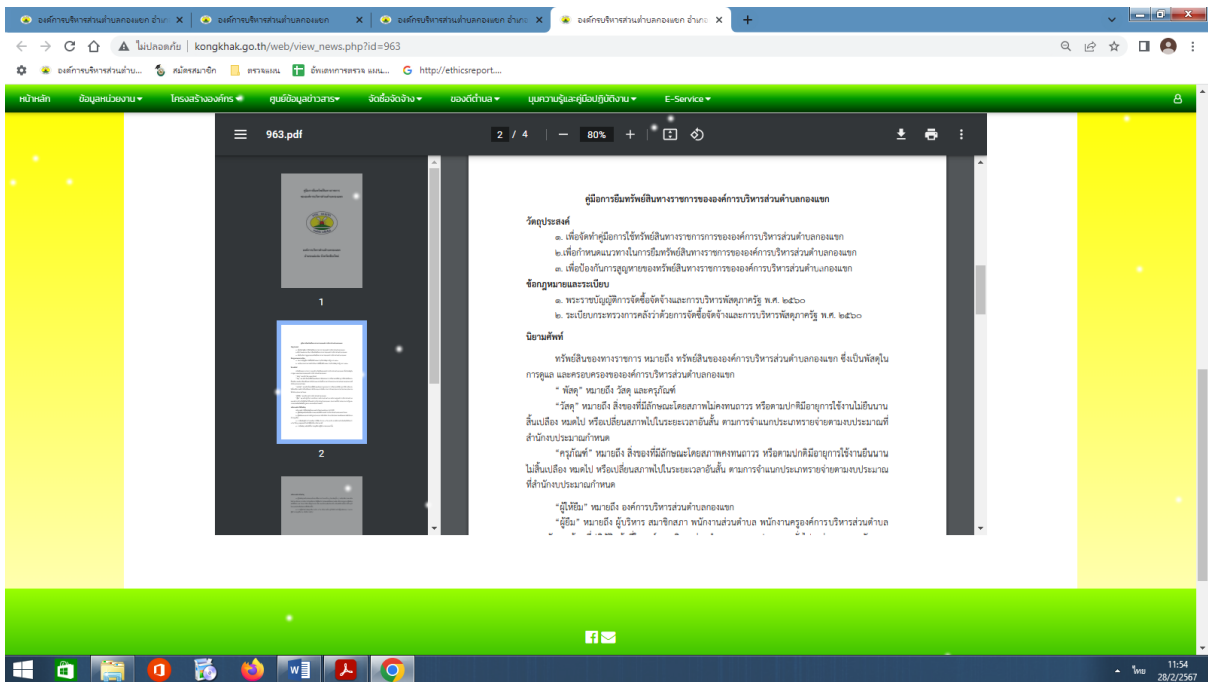 องค์การบริหารส่วนตำบลกองแขก อำเภ
องค์กรบริหารส่วนตำบลกองแขก
องค์กรบริหารส่วนตำบลกองแขก อำเภอ
องค์กรบริหารส่วนตำบลกองแขก อำเภอ
ไม่ปลอดภัย
kongkhak.go.th/web/view_news.php?id=963
องค์การบริหารส่วนตำบ...
สมัครสมาชิก
ตรวจแผน
อัพเดทการตรวจ แผน...
http://ethicsreport....
หน้าหลัก
ข้อมูลหน่วยงาน
โครงสร้างองค์กร
ศูนย์ข้อมูลข่าวสาร
จัดซื้อจัดจ้าง
ของดีตำบล
มุมความรู้และคู่มือปฏิบัติงาน
E-Service
963.pdf
2 / 4
80%
1
2
คู่มือการยืมทรัพย์สินทางราชการขององค์การบริหารส่วนตำบลกองแขก
วัตถุประสงค์
๑. เพื่อจัดทำคู่มือการใช้ทรัพย์สินทางราชการการขององค์การบริหารส่วนตำบลกองแขก
๒.เพื่อกำหนดแนวทางในการยืมทรัพย์สินทางราชการขององค์การบริหารส่วนตำบลกองแขก
๓. เพื่อป้องกันการสูญหายของทรัพย์สินทางราชการขององค์การบริหารส่วนตำบลกองแขก
ข้อกฎหมายและระเบียบ
๑. พระราชบัญญัติการจัดซื้อจัดจ้างและการบริหารพัสดุภาครัฐ พ.ศ. ๒๕๖๐
๒. ระเบียบกระทรวงการคลังว่าด้วยการจัดซื้อจัดจ้างและการบริหารพัสดุภาครัฐ พ.ศ. ๒๕๖๐
นิยามศัพท์
ทรัพย์สินของทางราชการ หมายถึง ทรัพย์สินขององค์การบริหารส่วนตำบลกองแขก ซึ่งเป็นพัสดุใน
การดูแล และครอบครองขององค์การบริหารส่วนตำบลกองแขก
“ พัสดุ” หมายถึง วัสดุ และครุภัณฑ์
“วัสดุ” หมายถึง สิ่งของที่มีลักษณะโดยสภาพไม่คงทนถาวร หรือตามปกติมีอายุการใช้งานไม่ยืนนาน
สิ้นเปลือง หมดไป หรือเปลี่ยนสภาพไปในระยะเวลาอันสั้น ตามการจำแนกประเภทรายจ่ายตามงบประมาณที่
สำนักงบประมาณกำหนด
“ครุภัณฑ์” หมายถึง สิ่งของที่มีลักษณะโดยสภาพคงทนถาวร หรือตามปกติมีอายุการใช้งานยืนนาน
ไม่สิ้นเปลือง หมดไป หรือเปลี่ยนสภาพไปในระยะเวลาอันสั้น ตามการจำแนกประเภทรายจ่ายตามงบประมาณ
ที่สำนักงบประมาณกำหนด
“ผู้ให้ยืม” หมายถึง องค์การบริหารส่วนตำบลกองแขก
“ผู้ยืม” หมายถึง ผู้บริหาร สมาชิกสภา พนักงานส่วนตำบล พนักงานครูองค์การบริหารส่วนตำบล
ไทย
11:54
28/2/2567